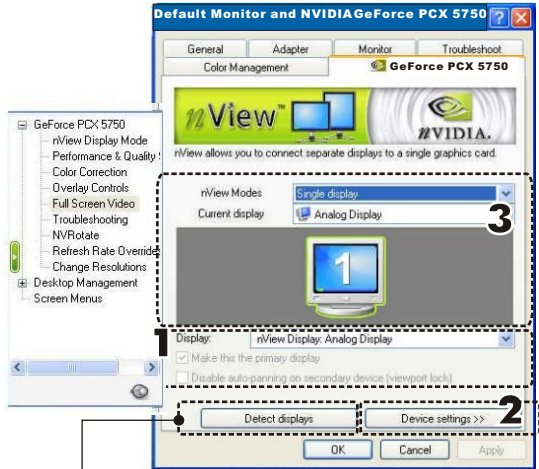 Default Monitor and NVIDIAGeForce PCX 5750
General Adapter Monitor Troubleshoot
Color Management GeForce PCX 5750
nView™
NVIDIA.
nView allows you to connect separate displays to a single graphics card.
GeForce PCX 5750
nView Display Mode
Performance & Quality
Color Correction
Overlay Controls
Full Screen Video
Troubleshooting
NVRotate
Refresh Rate Overrides
Change Resolutions
Desktop Management
Screen Menus
nView Modes Single display
Current display Analog Display
3
1
1
Display: nView Display: Analog Display
Make this the primary display
Disable auto-panning on secondary device (viewport lock)
Detect displays Device settings >>
2
OK Cancel Apply